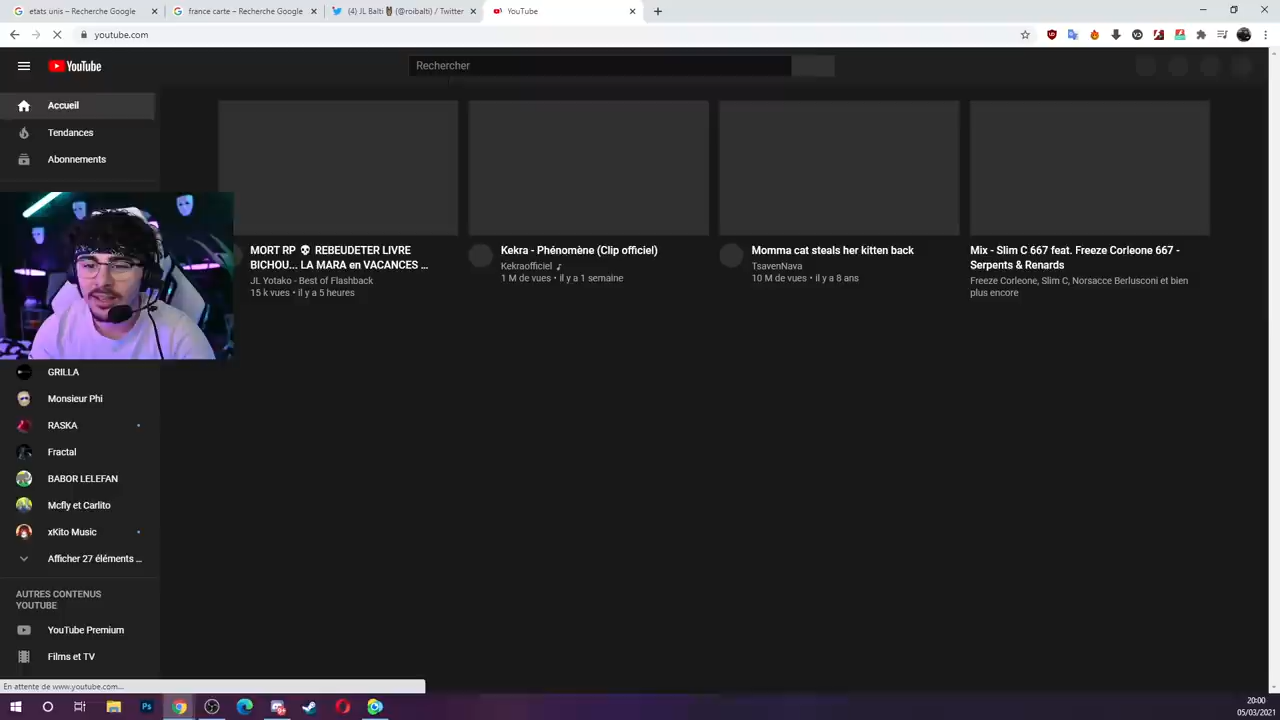 etats unis – Recherche Google
france carte – Recherche Google
(4) JL Balti (@roibalti) / Twitter
YouTube
youtube.com
YouTube
Rechercher
Accueil
Tendances
Abonnements
MORT RP 💀 REBEUDETER LIVRE
BICHOU... LA MARA en VACANCES ...
JL Yotako - Best of Flashback
15 k vues • il y a 5 heures
Kekra - Phénomène (Clip officiel)
Kekraofficiel ♪
1 M de vues • il y a 1 semaine
Momma cat steals her kitten back
TsavenNava
10 M de vues • il y a 8 ans
Mix - Slim C 667 feat. Freeze Corleone 667 -
Serpents & Renards
Freeze Corleone, Slim C, Norsacce Berlusconi et bien
plus encore
GRILLA
Monsieur Phi
RASKA
Fractal
BABOR LELEFAN
Mcfly et Carlito
xKito Music
Afficher 27 éléments ...
AUTRES CONTENUS
YOUTUBE
YouTube Premium
Films et TV
En attente de www.youtube.com...
Ps
20:00
05/03/2021